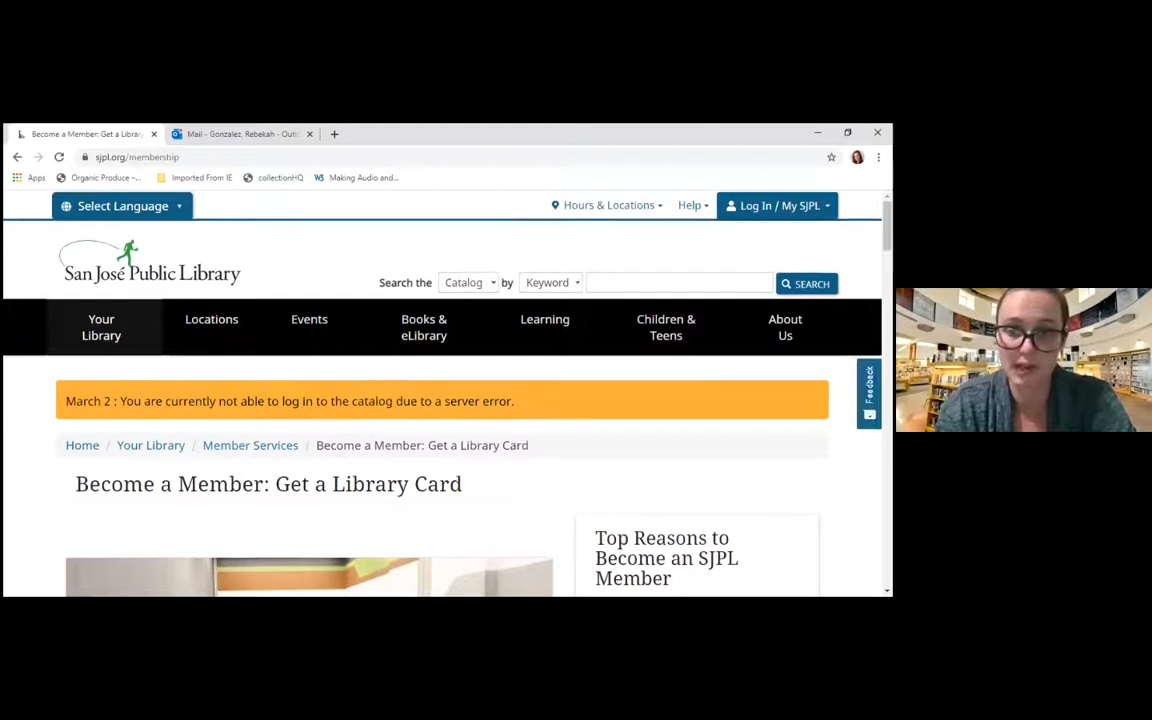 Become a Member: Get a Library
Mail - Gonzalez, Rebekah - Outl
sjpl.org/membership
Apps Organic Produce –... Imported From IE collectionHQ Making Audio and...
Select Language Hours & Locations Help Log In / My SJPL
San José Public Library
Search the Catalog by Keyword SEARCH
Your Library
Locations
Events
Books & eLibrary
Learning
Children & Teens
About Us
Feedback
March 2 : You are currently not able to log in to the catalog due to a server error.
Home / Your Library / Member Services / Become a Member: Get a Library Card
Become a Member: Get a Library Card
Top Reasons to
Become an SJPL
Member